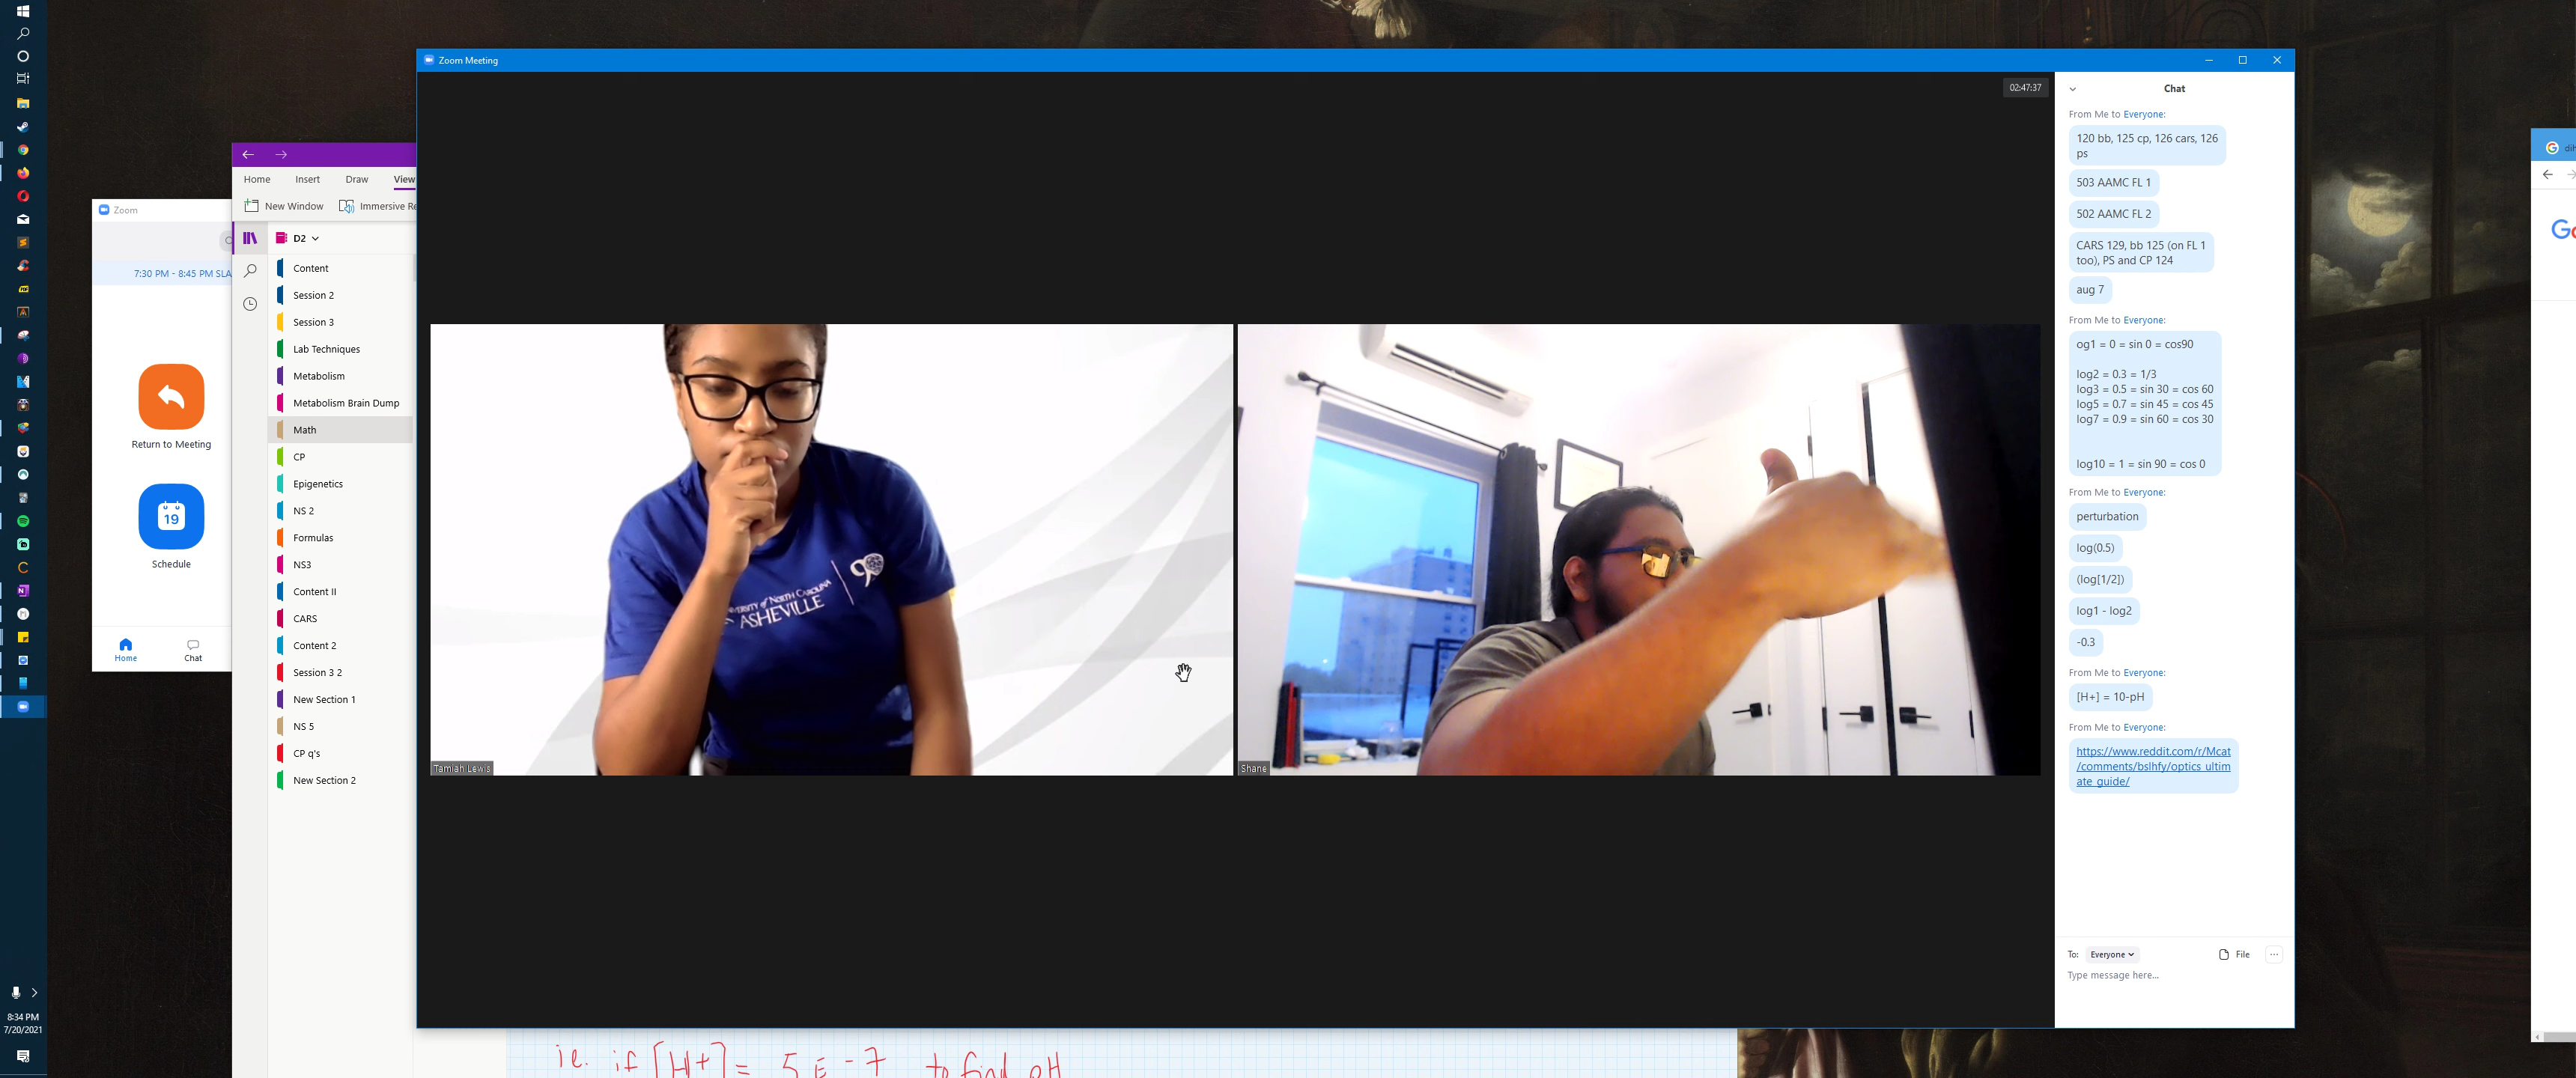 Zoom Meeting
02:47:37
Zoom
7:30 PM - 8:45 PM SLA
Return to Meeting
19
Schedule
Home
Chat
Home
Insert
Draw
View
New Window
Immersive Re
D2
Content
Session 2
Session 3
Lab Techniques
Metabolism
Metabolism Brain Dump
Math
CP
Epigenetics
NS 2
Formulas
NS3
Content II
CARS
Content 2
Session 3 2
New Section 1
NS 5
CP q's
New Section 2
UNIVERSITY of NORTH CAROLINA
ASHEVILLE
Tamiah Lewis
Shane
Chat
From Me to Everyone:
120 bb, 125 cp, 126 cars, 126
ps
503 AAMC FL 1
502 AAMC FL 2
CARS 129, bb 125 (on FL 1
too), PS and CP 124
aug 7
From Me to Everyone:
og1 = 0 = sin 0 = cos90
log2 = 0.3 = 1/3
log3 = 0.5 = sin 30 = cos 60
log5 = 0.7 = sin 45 = cos 45
log7 = 0.9 = sin 60 = cos 30
log10 = 1 = sin 90 = cos 0
From Me to Everyone:
perturbation
log(0.5)
(log[1/2])
log1 - log2
-0.3
From Me to Everyone:
[H+] = 10-pH
From Me to Everyone:
https://www.reddit.com/r/Mcat
/comments/bslhfy/optics_ultim
ate_guide/
To: Everyone
File
Type message here...
ie. if [H+] = 5 E -7 to find pH
8:34 PM
7/20/2021
Go